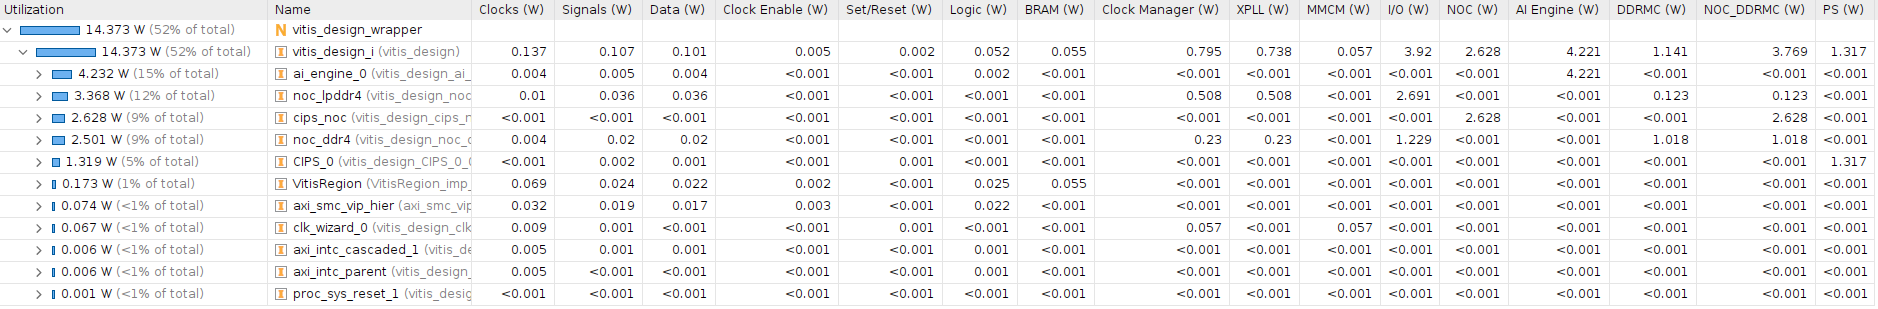 Utilization Name Clocks (W) Signals (W) Data (W) Clock Enable (W) Set/Reset (W) Logic (W) BRAM (W) Clock Manager (W) XPLL (W) MMCM (W) I/O (W) NOC (W) AI Engine (W) DDRMC (W) NOC_DDRMC (W) PS (W)
14.373 W (52% of total) N vitis_design_wrapper
14.373 W (52% of total) I vitis_design_i (vitis_design) 0.137 0.107 0.101 0.005 0.002 0.052 0.055 0.795 0.738 0.057 3.92 2.628 4.221 1.141 3.769 1.317
4.232 W (15% of total) I ai_engine_0 (vitis_design_ai_ 0.004 0.005 0.004 <0.001 <0.001 0.002 <0.001 <0.001 <0.001 <0.001 <0.001 <0.001 4.221 <0.001 <0.001 <0.001
3.368 W (12% of total) I noc_lpddr4 (vitis_design_noc 0.01 0.036 0.036 <0.001 <0.001 <0.001 <0.001 0.508 0.508 <0.001 2.691 <0.001 <0.001 0.123 0.123 <0.001
2.628 W (9% of total) I cips_noc (vitis_design_cips_n <0.001 <0.001 <0.001 <0.001 <0.001 <0.001 <0.001 <0.001 <0.001 <0.001 <0.001 2.628 <0.001 <0.001 2.628 <0.001
2.501 W (9% of total) I noc_ddr4 (vitis_design_noc_c 0.004 0.02 0.02 <0.001 <0.001 <0.001 <0.001 0.23 0.23 <0.001 1.229 <0.001 <0.001 1.018 1.018 <0.001
1.319 W (5% of total) I CIPS_0 (vitis_design_CIPS_0_0 <0.001 0.002 0.001 <0.001 0.001 <0.001 <0.001 <0.001 <0.001 <0.001 <0.001 <0.001 <0.001 <0.001 <0.001 1.317
0.173 W (1% of total) I VitisRegion (VitisRegion_imp_ 0.069 0.024 0.022 0.002 <0.001 0.025 0.055 <0.001 <0.001 <0.001 <0.001 <0.001 <0.001 <0.001 <0.001 <0.001
0.074 W (<1% of total) I axi_smc_vip_hier (axi_smc_vip 0.032 0.019 0.017 0.003 <0.001 0.022 <0.001 <0.001 <0.001 <0.001 <0.001 <0.001 <0.001 <0.001 <0.001 <0.001
0.067 W (<1% of total) I clk_wizard_0 (vitis_design_clk 0.009 0.001 <0.001 <0.001 0.001 <0.001 <0.001 0.057 <0.001 0.057 <0.001 <0.001 <0.001 <0.001 <0.001 <0.001
0.006 W (<1% of total) I axi_intc_cascaded_1 (vitis_de 0.005 0.001 0.001 <0.001 <0.001 0.001 <0.001 <0.001 <0.001 <0.001 <0.001 <0.001 <0.001 <0.001 <0.001 <0.001
0.006 W (<1% of total) I axi_intc_parent (vitis_design_ 0.005 <0.001 <0.001 <0.001 <0.001 0.001 <0.001 <0.001 <0.001 <0.001 <0.001 <0.001 <0.001 <0.001 <0.001 <0.001
0.001 W (<1% of total) I proc_sys_reset_1 (vitis_desig <0.001 <0.001 <0.001 <0.001 <0.001 <0.001 <0.001 <0.001 <0.001 <0.001 <0.001 <0.001 <0.001 <0.001 <0.001 <0.001